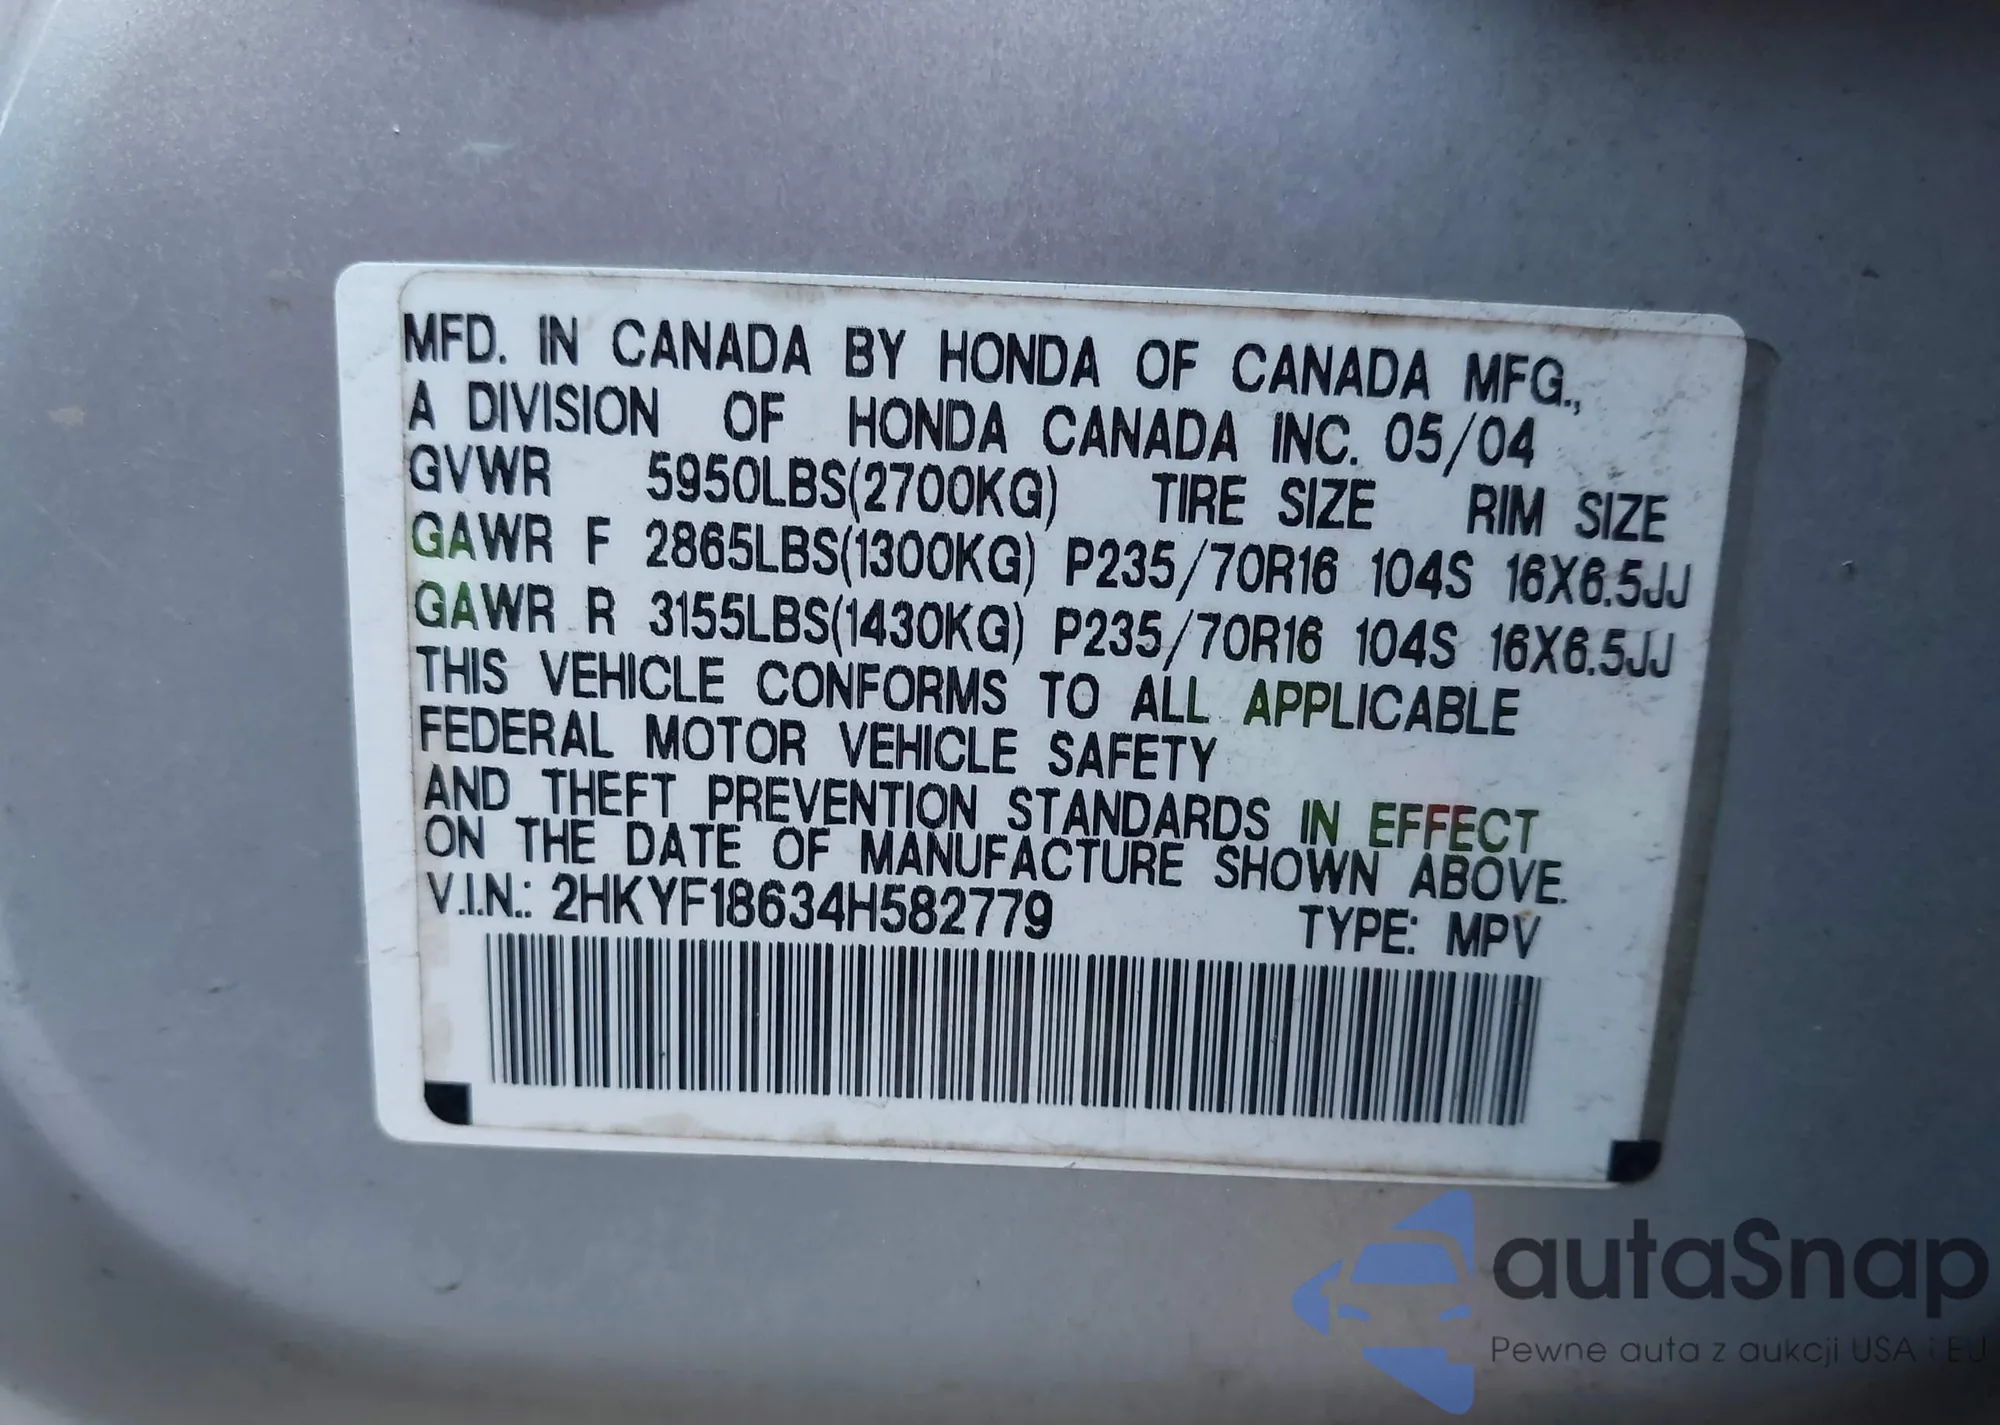 MFD. IN CANADA BY HONDA OF CANADA MFG.,
A DIVISION OF HONDA CANADA INC. 05/04
GVWR 5950LBS(2700KG) TIRE SIZE RIM SIZE
GAWR F 2865LBS(1300KG) P235/70R16 104S 16X6.5JJ
GAWR R 3155LBS(1430KG) P235/70R16 104S 16X6.5JJ
THIS VEHICLE CONFORMS TO ALL APPLICABLE
FEDERAL MOTOR VEHICLE SAFETY
AND THEFT PREVENTION STANDARDS IN EFFECT
ON THE DATE OF MANUFACTURE SHOWN ABOVE.
V.I.N.: 2HKYF18634H582779 TYPE: MPV
autaSnap
Pewne auta z aukcji USA i EU